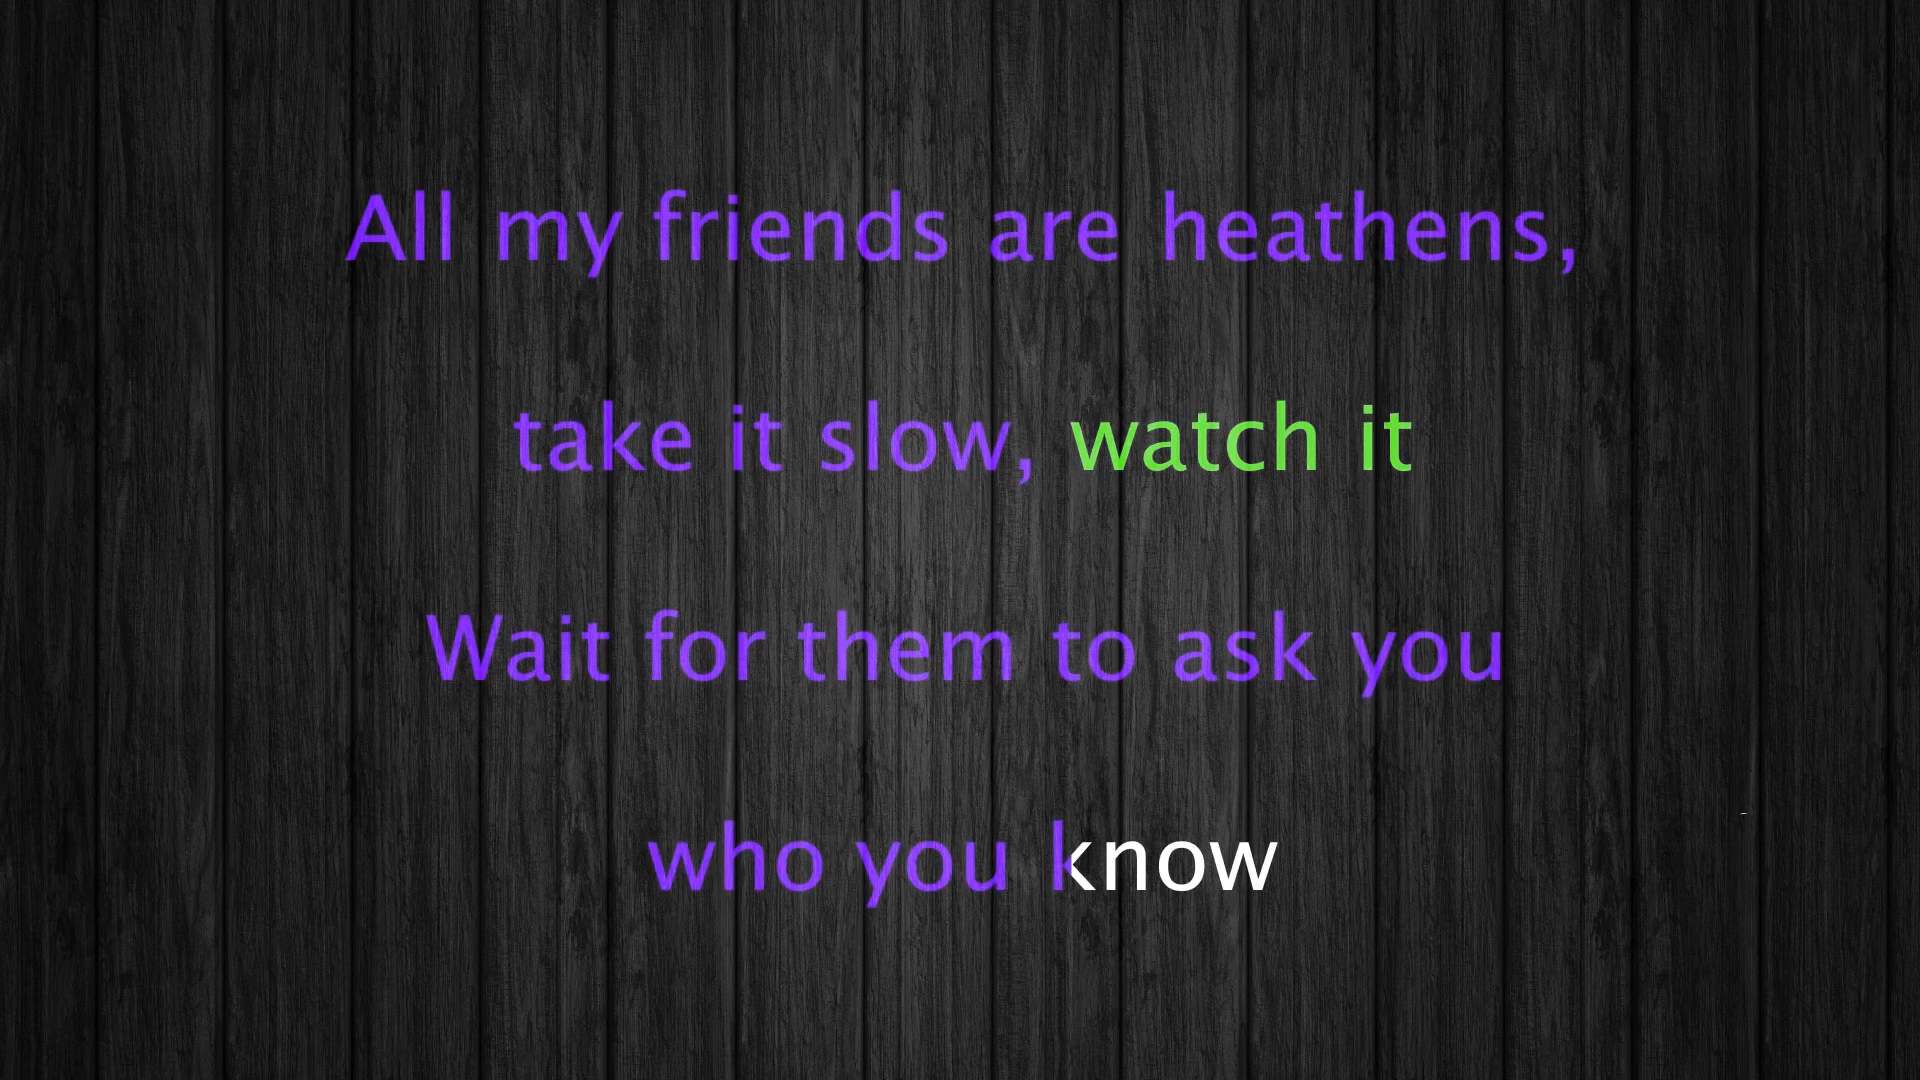 All my friends are heathens,
take it slow, watch it
Wait for them to ask you
who you know